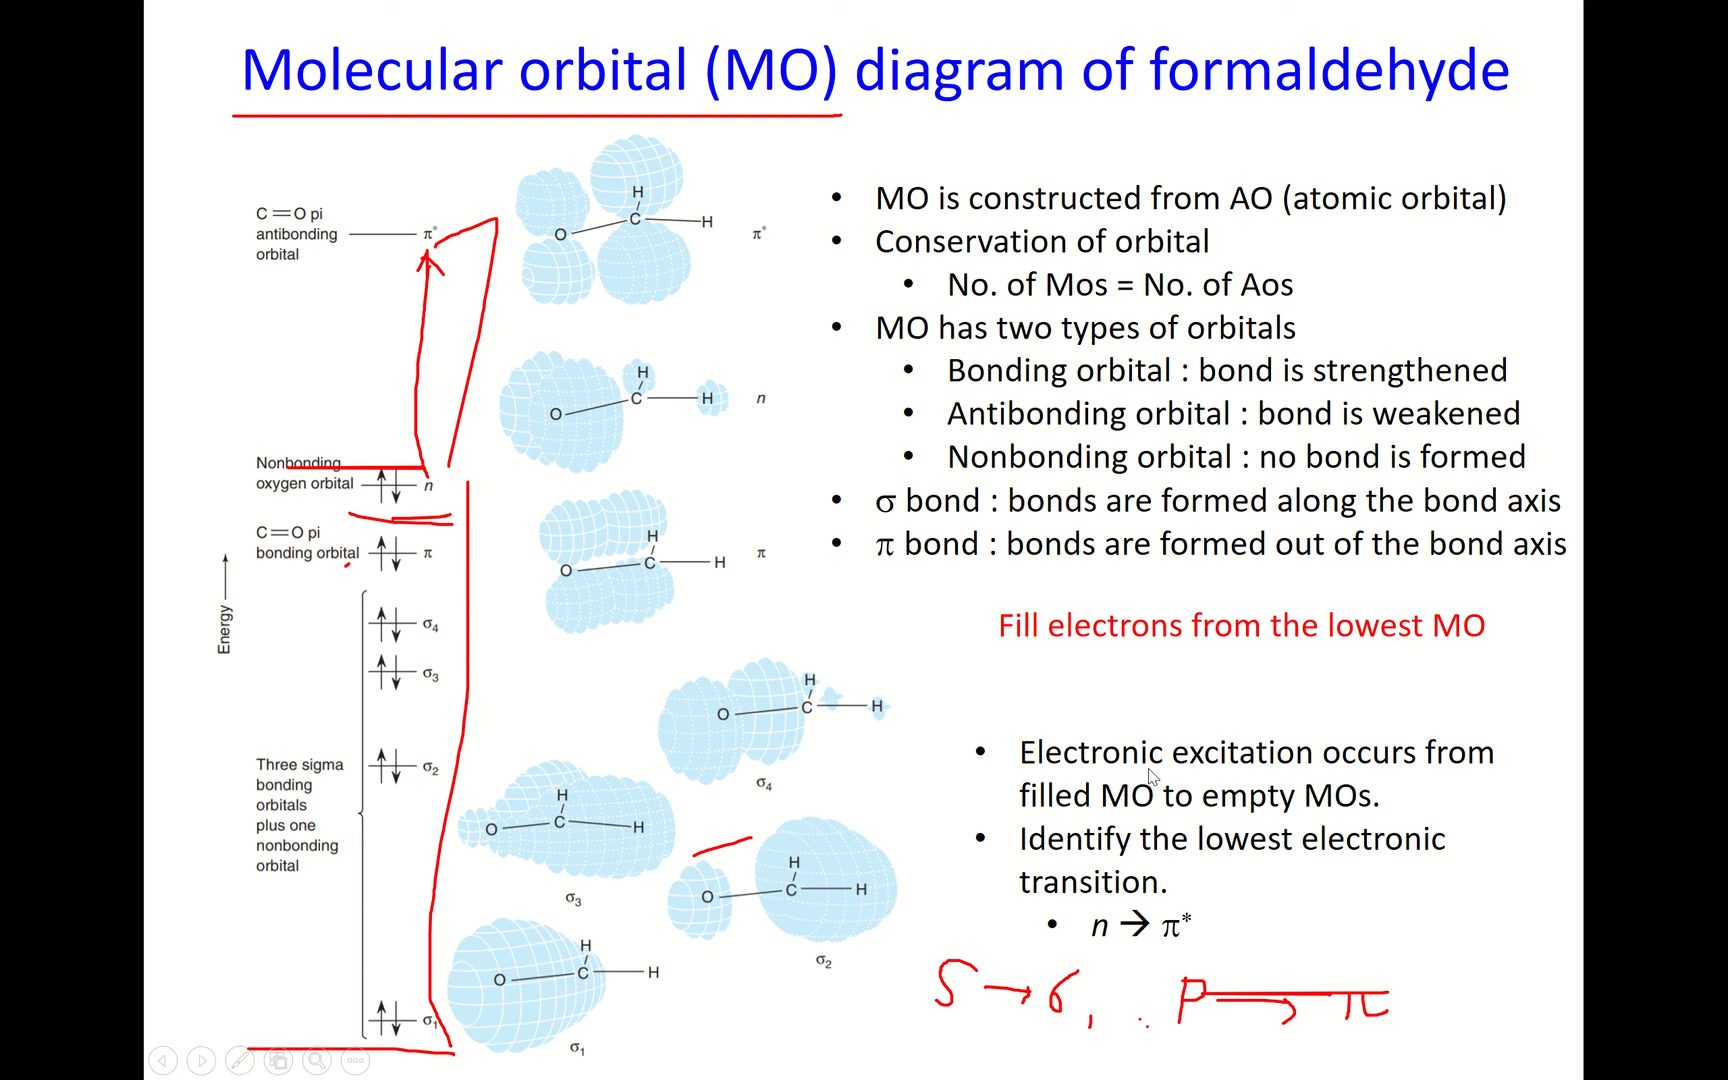 Molecular orbital (MO) diagram of formaldehyde
C=O pi
antibonding
orbital
π*
H
C
H
O
π*
H
C
H
O
n
Nonbonding
oxygen orbital
n
C=O pi
bonding orbital
π
H
C
H
O
π
Energy
σ4
σ3
σ2
σ1
Three sigma
bonding
orbitals
plus one
nonbonding
orbital
H
O
C
H
σ4
H
O
C
H
σ3
H
O
C
H
σ2
H
O
C
H
σ1
• MO is constructed from AO (atomic orbital)
• Conservation of orbital
• No. of Mos = No. of Aos
• MO has two types of orbitals
• Bonding orbital : bond is strengthened
• Antibonding orbital : bond is weakened
• Nonbonding orbital : no bond is formed
• σ bond : bonds are formed along the bond axis
• π bond : bonds are formed out of the bond axis
Fill electrons from the lowest MO
• Electronic excitation occurs from
filled MO to empty MOs.
• Identify the lowest electronic
transition.
• n → π*
S → σ, P → π